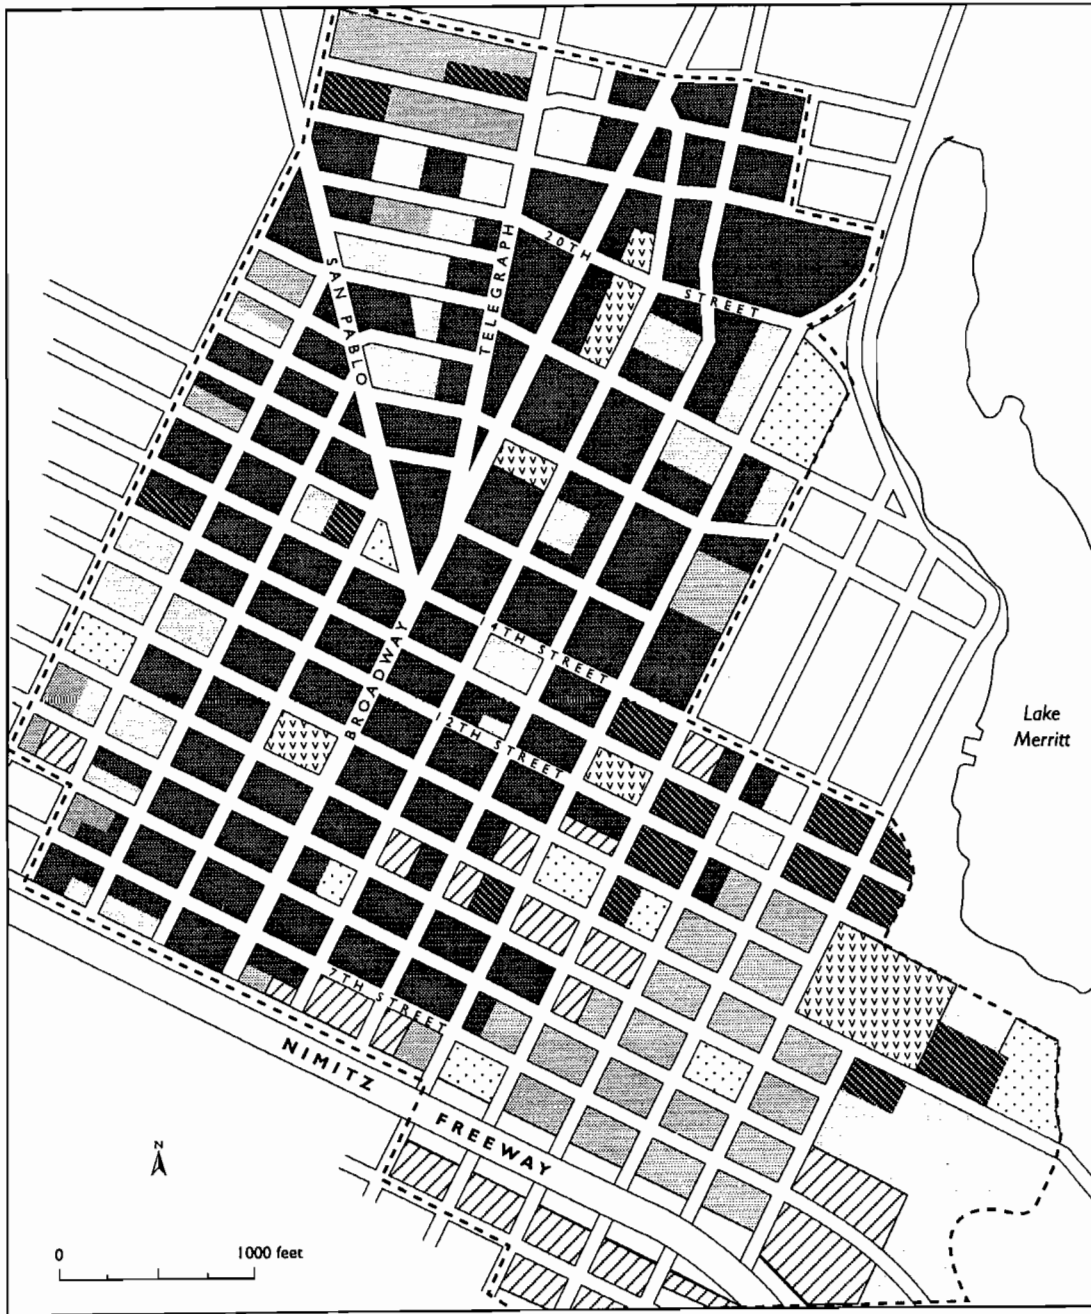 20TH STREET
SAN PABLO
TELEGRAPH
14TH STREET
BROADWAY
12TH STREET
Lake
Merritt
7TH STREET
NIMITZ FREEWAY
N
0 1000 feet